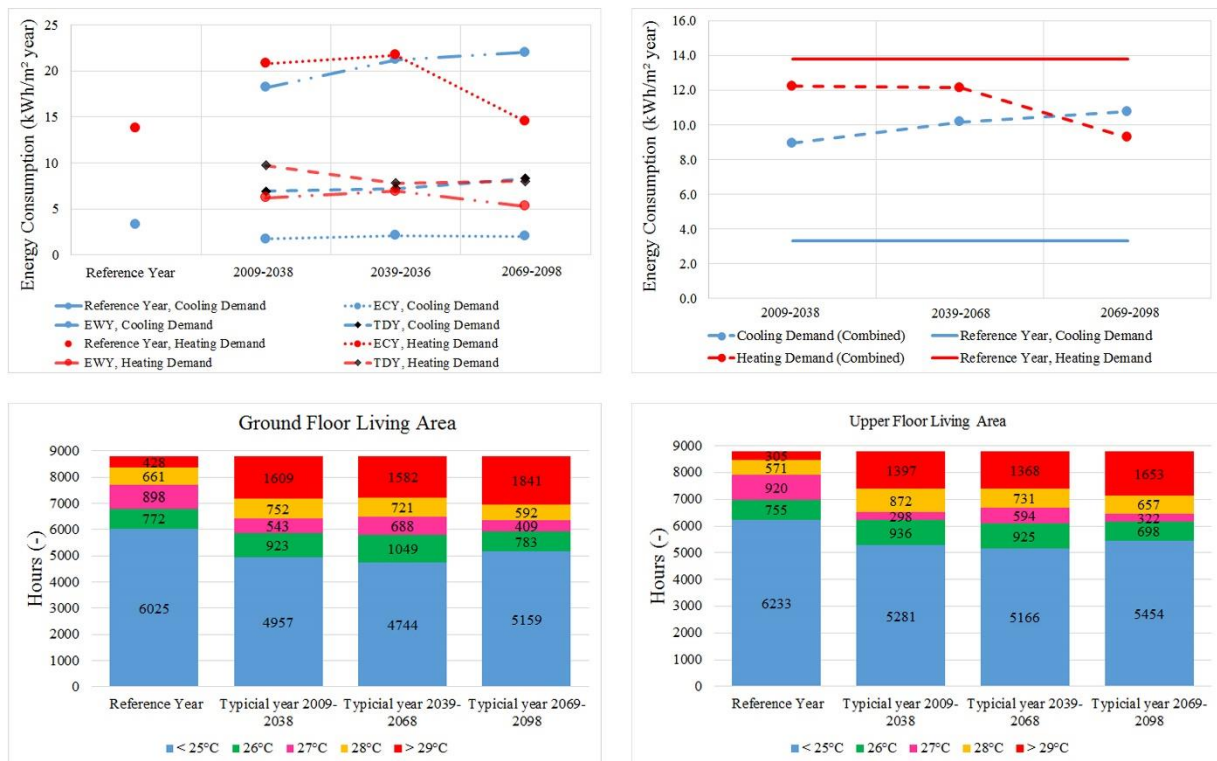 Energy Consumption (kWh/m² year)
25
20
15
10
5
0
Reference Year
2009-2038
2039-2036
2069-2098
Reference Year, Cooling Demand
ECY, Cooling Demand
EWY, Cooling Demand
TDY, Cooling Demand
Reference Year, Heating Demand
ECY, Heating Demand
EWY, Heating Demand
TDY, Heating Demand
Energy Consumption (kWh/m² year)
16.0
14.0
12.0
10.0
8.0
6.0
4.0
2.0
0.0
2009-2038
2039-2068
2069-2098
Cooling Demand (Combined)
Reference Year, Cooling Demand
Heating Demand (Combined)
Reference Year, Heating Demand
Ground Floor Living Area
Hours (-)
9000
8000
7000
6000
5000
4000
3000
2000
1000
0
428
661
898
772
6025
1609
752
543
923
4957
1582
721
688
1049
4744
1841
592
409
783
5159
Reference Year
Typicial year 2009-
2038
Typicial year 2039-
2068
Typicial year 2069-
2098
< 25°C
26°C
27°C
28°C
> 29°C
Upper Floor Living Area
Hours (-)
9000
8000
7000
6000
5000
4000
3000
2000
1000
0
305
571
920
755
6233
1397
872
298
936
5281
1368
731
594
925
5166
1653
657
322
698
5454
Reference Year
Typicial year 2009-
2038
Typicial year 2039-
2068
Typicial year 2069-
2098
< 25°C
26°C
27°C
28°C
> 29°C